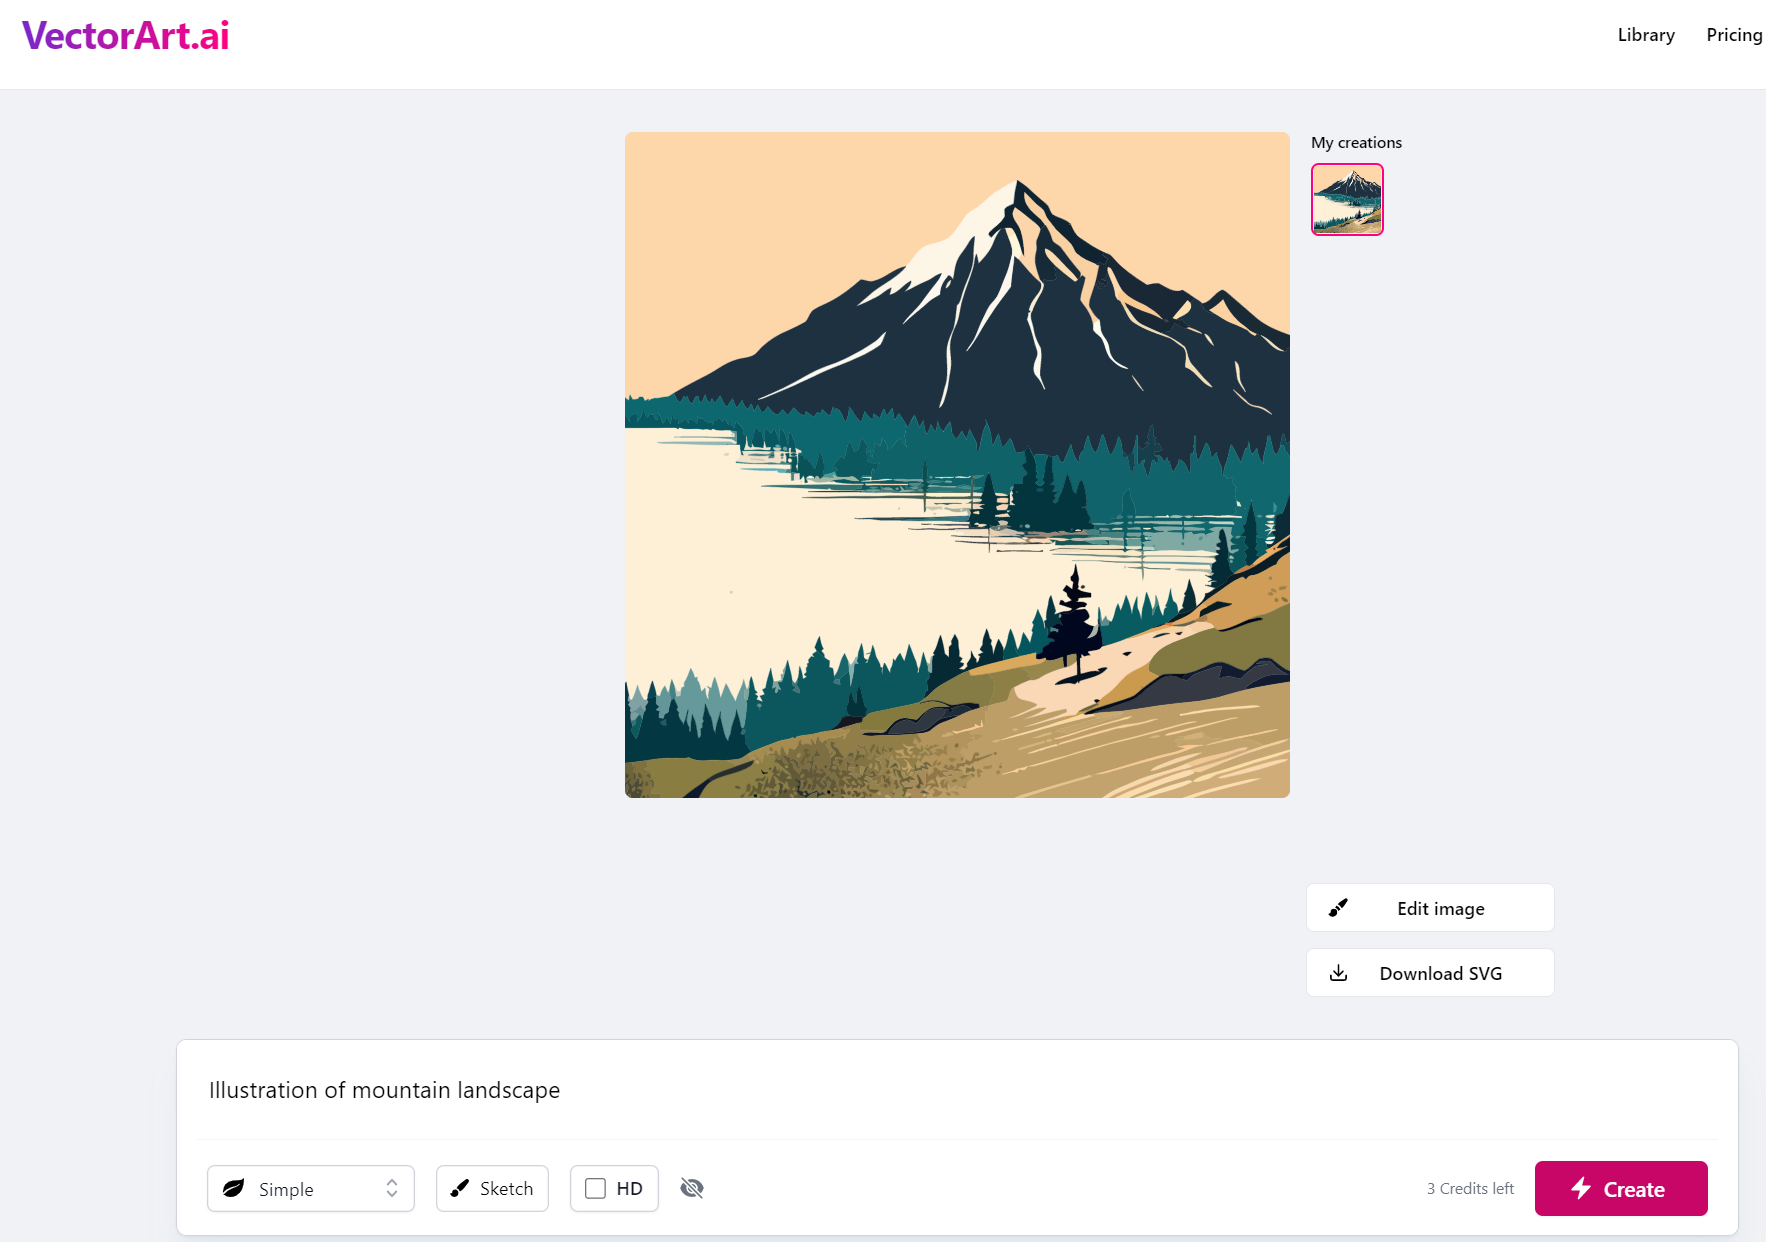 VectorArt.ai
Library
Pricing
My creations
Edit image
Download SVG
Illustration of mountain landscape
Simple
Sketch
HD
3 Credits left
Create